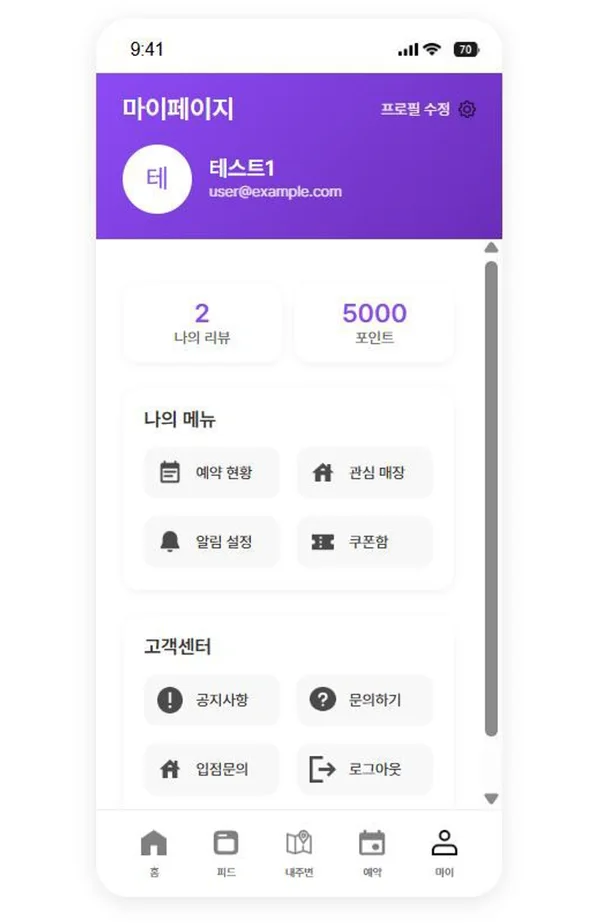 9:41
70
마이페이지
프로필 수정
테
테스트1
user@example.com
2
나의 리뷰
5000
포인트
나의 메뉴
예약 현황
관심 매장
알림 설정
쿠폰함
고객센터
공지사항
문의하기
입점문의
로그아웃
홈
피드
내주변
예약
마이